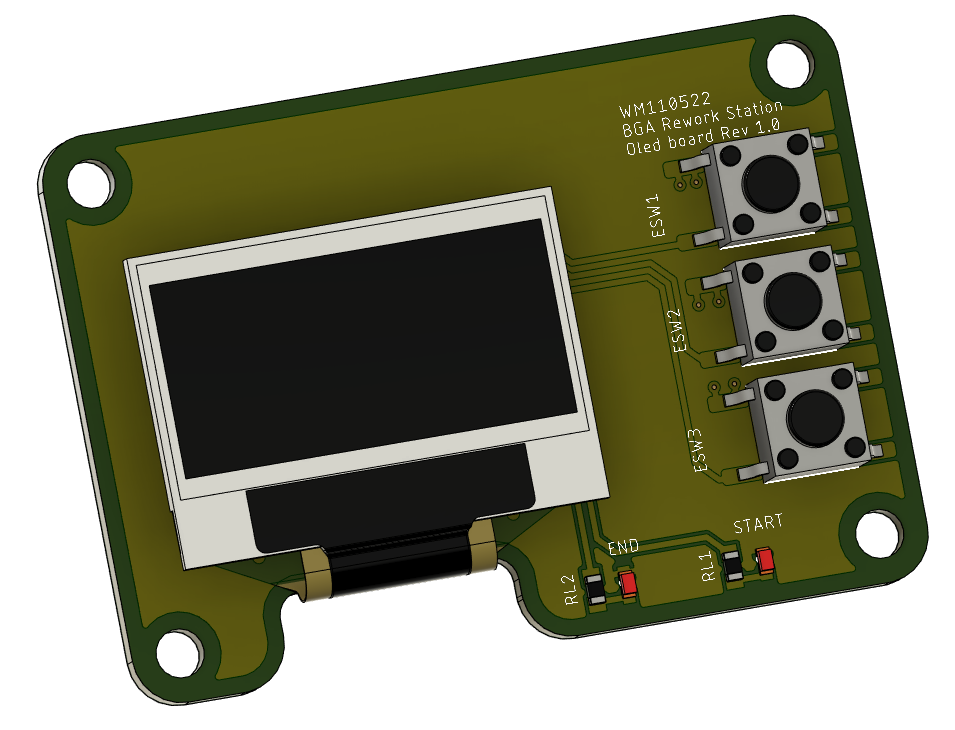 WM110522
BGA Rework Station
Oled board Rev 1.0
ESW1
ESW2
ESW3
START
END
RL1
RL2